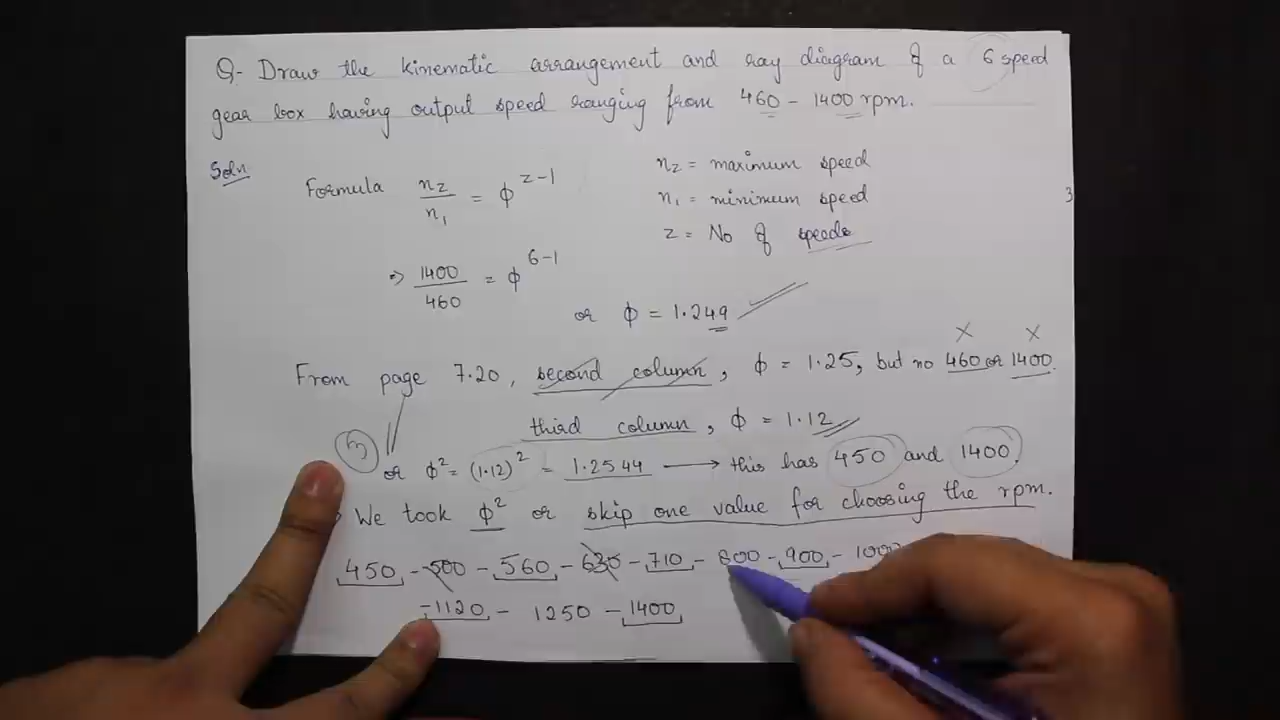 Q- Draw the kinematic arrangement and ray diagram of a 6 speed
gear box having output speed ranging from 460 - 1400 rpm.
Soln
Formula nz/n1 = ϕ^z-1
nz = maximum speed
n1 = minimum speed
z = No of speeds
3
=> 1400/460 = ϕ^6-1
or ϕ = 1.249
X X
From page 7.20, second column, ϕ = 1.25, but no 460 or 1400.
third column, ϕ = 1.12
or ϕ² = (1.12)² = 1.2544 → this has 450 and 1400.
We took ϕ² or skip one value for choosing the rpm.
450 - 500 - 560 - 630 - 710 - 800 - 900 - 1000
- 1120 - 1250 - 1400